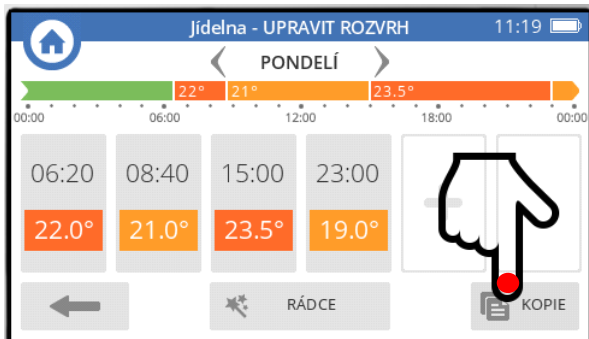 Jídelna - UPRAVIT ROZVRH 11:19
PONDELÍ
22° 21° 23.5°
00:00 06:00 12:00 18:00 00:00
06:20 08:40 15:00 23:00
22.0° 21.0° 23.5° 19.0°
RÁDCE KOPIE